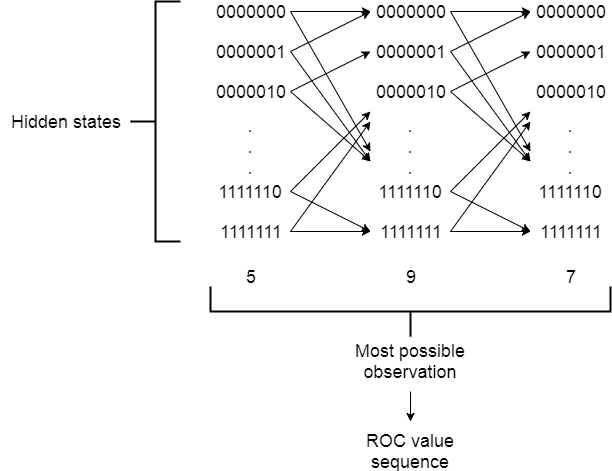 0000000 0000000 0000000
0000001 0000001 0000001
0000010 0000010 0000010
Hidden states
. . .
. . .
. . .
1111110 1111110 1111110
1111111 1111111 1111111
5 9 7
Most possible
observation
ROC value
sequence